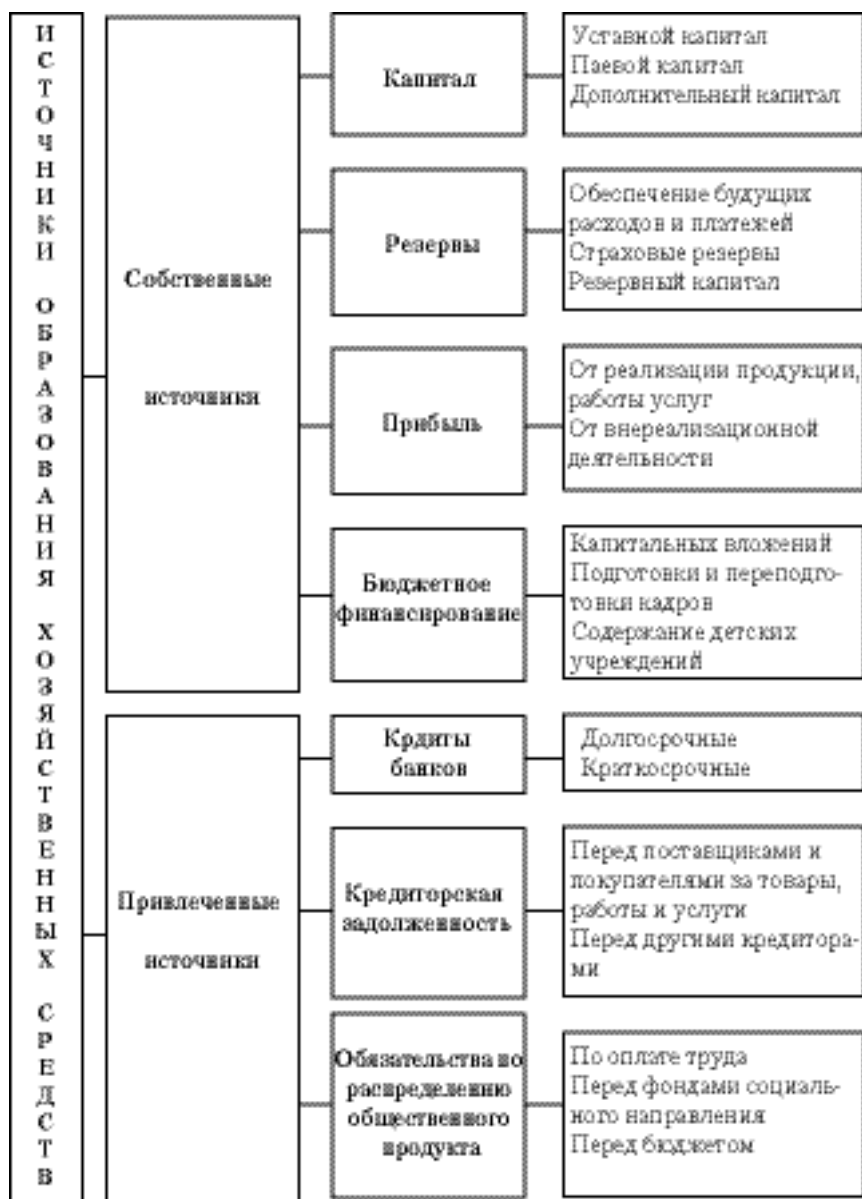 ИСТОЧНИКИ ОБРАЗОВАНИЯ ХОЗЯЙСТВЕННЫХ СРЕДСТВ
Собственные
источники
Капитал
Уставной капитал
Паевой капитал
Дополнительный капитал
Резервы
Обеспечение будущих
расходов и платежей
Страховые резервы
Резервный капитал
Прибыль
От реализации продукции,
работы услуг
От внереализационной
деятельности
Бюджетное
финансирование
Капитальных вложений
Подготовки и переподго-
товки кадров
Содержание детских
учреждений
Привлеченные
источники
Крдиты
банков
Долгосрочные
Краткосрочные
Кредиторская
задолженность
Перед поставщиками и
покупателями за товары,
работы и услуги
Перед другими кредитора-
ми
Обязательства по
распределению
общественного
продукта
По оплате труда
Перед фондами социаль-
ного направления
Перед бюджетом